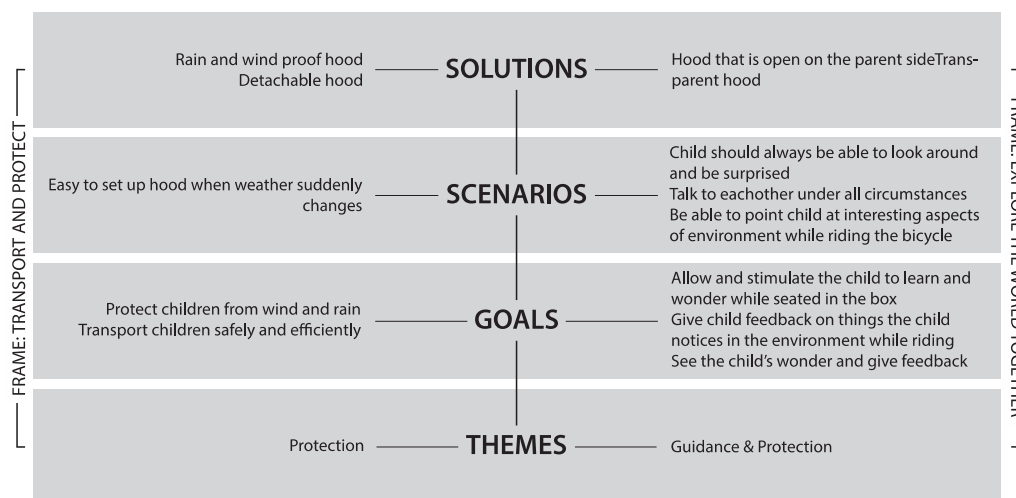 FRAME: TRANSPORT AND PROTECT
Rain and wind proof hood
Detachable hood
SOLUTIONS
Hood that is open on the parent sideTrans-
parent hood
Easy to set up hood when weather suddenly
changes
SCENARIOS
Child should always be able to look around
and be surprised
Talk to eachother under all circumstances
Be able to point child at interesting aspects
of environment while riding the bicycle
Protect children from wind and rain
Transport children safely and efficiently
GOALS
Allow and stimulate the child to learn and
wonder while seated in the box
Give child feedback on things the child
notices in the environment while riding
See the child’s wonder and give feedback
Protection
THEMES
Guidance & Protection
FRAME: EXPLORE THE WORLD TOGETHER